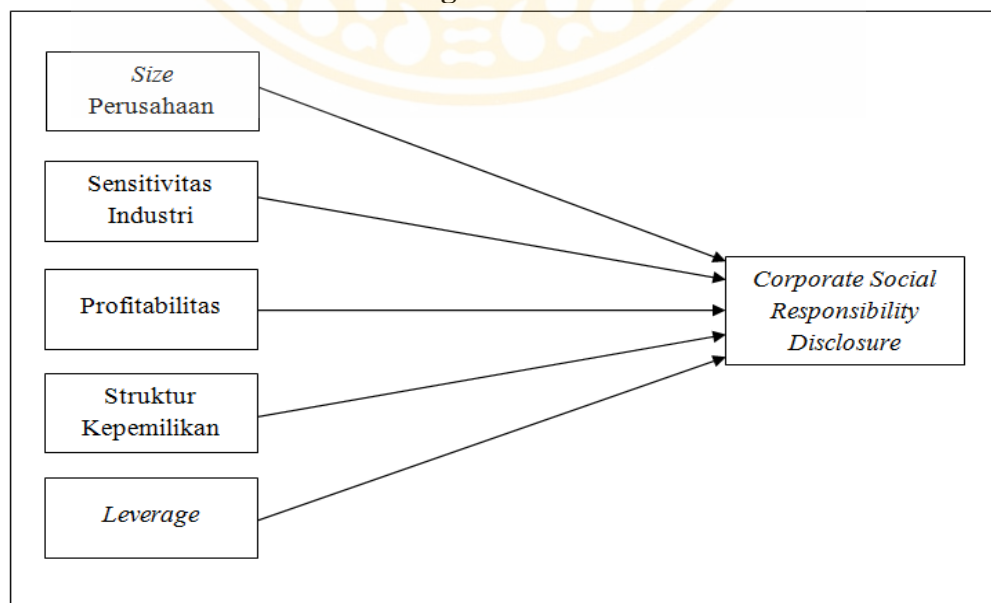 Size
Perusahaan
Sensitivitas
Industri
Profitabilitas
Struktur
Kepemilikan
Leverage
Corporate Social
Responsibility
Disclosure